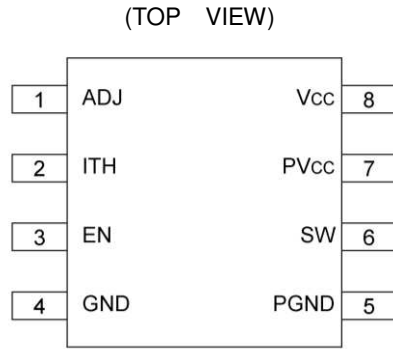 (TOP VIEW)
1 ADJ Vcc 8
2 ITH PVcc 7
3 EN SW 6
4 GND PGND 5